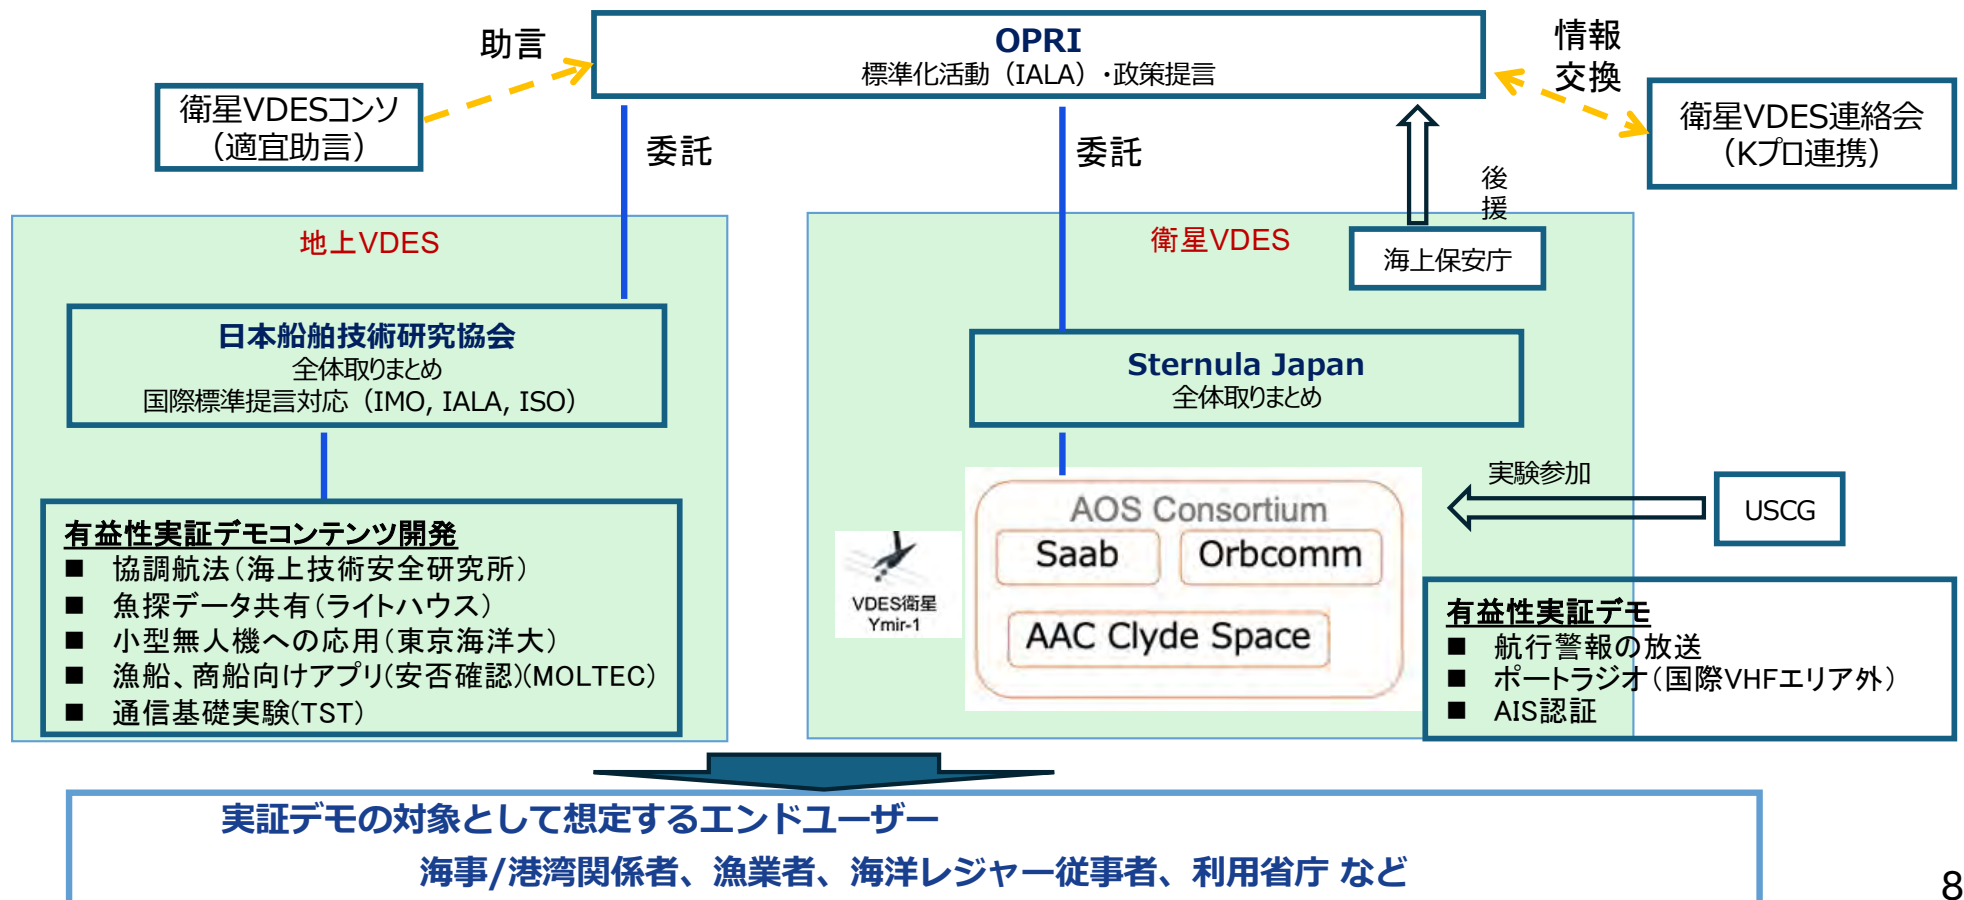 助言
OPRI
標準化活動（IALA）・政策提言
情報
交換
衛星VDESコンソ
（適宜助言）
衛星VDES連絡会
（Kプロ連携）
委託
委託
後
援
地上VDES
衛星VDES
海上保安庁
日本船舶技術研究協会
全体取りまとめ
国際標準提言対応（IMO, IALA, ISO）
Sternula Japan
全体取りまとめ
有益性実証デモコンテンツ開発
■ 協調航法（海上技術安全研究所）
■ 魚探データ共有（ライトハウス）
■ 小型無人機への応用（東京海洋大）
■ 漁船、商船向けアプリ(安否確認)(MOLTEC)
■ 通信基礎実験(TST)
VDES衛星
Ymir-1
AOS Consortium
Saab
Orbcomm
AAC Clyde Space
実験参加
USCG
有益性実証デモ
■ 航行警報の放送
■ ポートラジオ（国際VHFエリア外）
■ AIS認証
実証デモの対象として想定するエンドユーザー
海事/港湾関係者、漁業者、海洋レジャー従事者、利用省庁 など
8